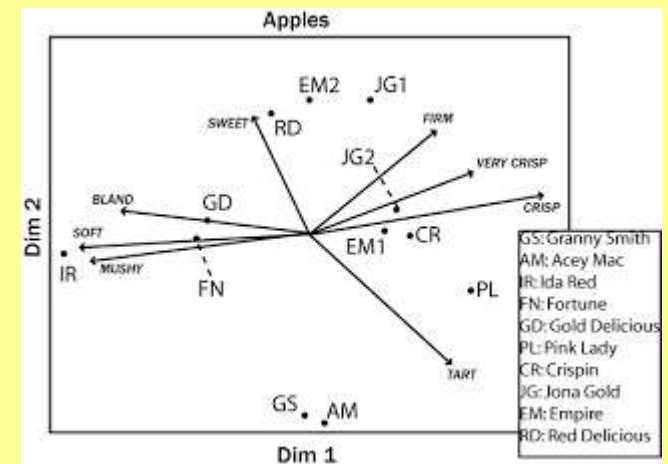 Apples
EM2
JG1
SWEET
RD
FIRM
JG2
VERY CRISP
BLAND
GD
CRISP
Dim 2
SOFT
EM1
CR
MUSHY
IR
FN
PL
TART
GS
AM
Dim 1
GS: Granny Smith
AM: Acey Mac
IR: Ida Red
FN: Fortune
GD: Gold Delicious
PL: Pink Lady
CR: Crispin
JG: Jona Gold
EM: Empire
RD: Red Delicious